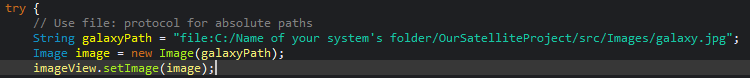 try {
// Use file: protocol for absolute paths
String galaxyPath = "file:C:/Name of your system's folder/OurSatelliteProject/src/Images/galaxy.jpg";
Image image = new Image(galaxyPath);
imageView.setImage(image);